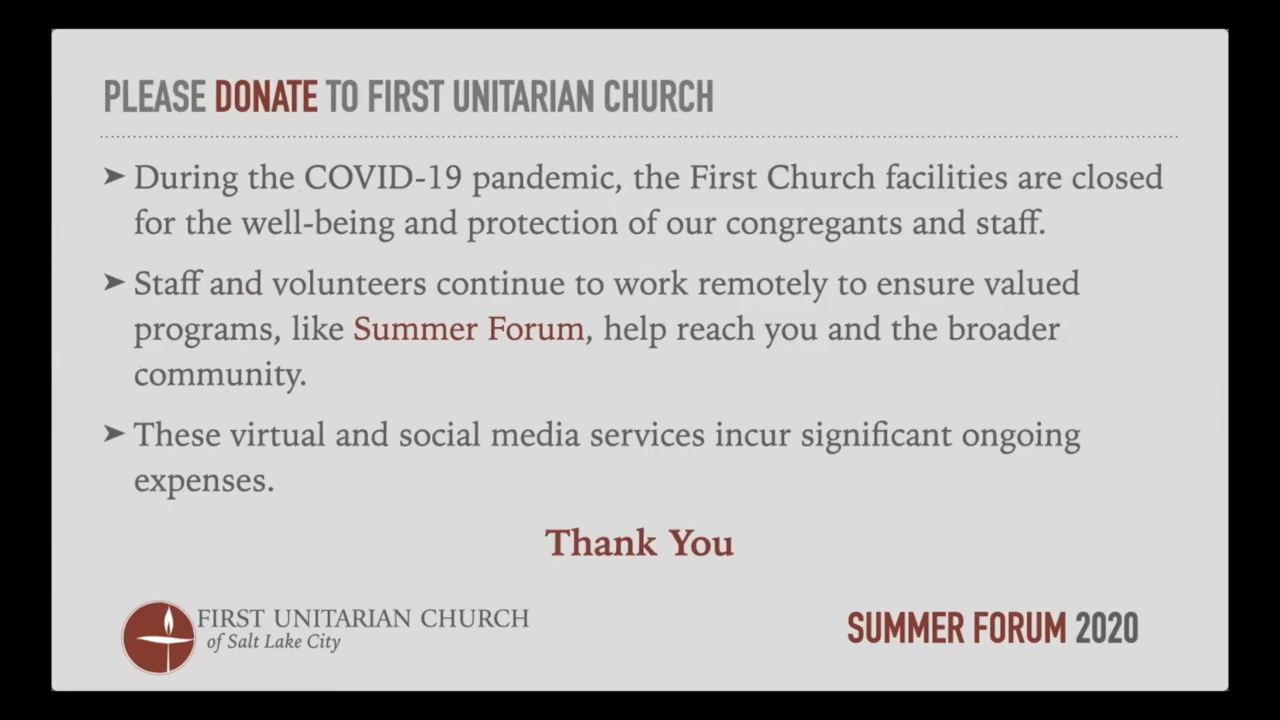 PLEASE DONATE TO FIRST UNITARIAN CHURCH
➤ During the COVID-19 pandemic, the First Church facilities are closed
for the well-being and protection of our congregants and staff.
➤ Staff and volunteers continue to work remotely to ensure valued
programs, like Summer Forum, help reach you and the broader
community.
➤ These virtual and social media services incur significant ongoing
expenses.
Thank You
FIRST UNITARIAN CHURCH
of Salt Lake City
SUMMER FORUM 2020